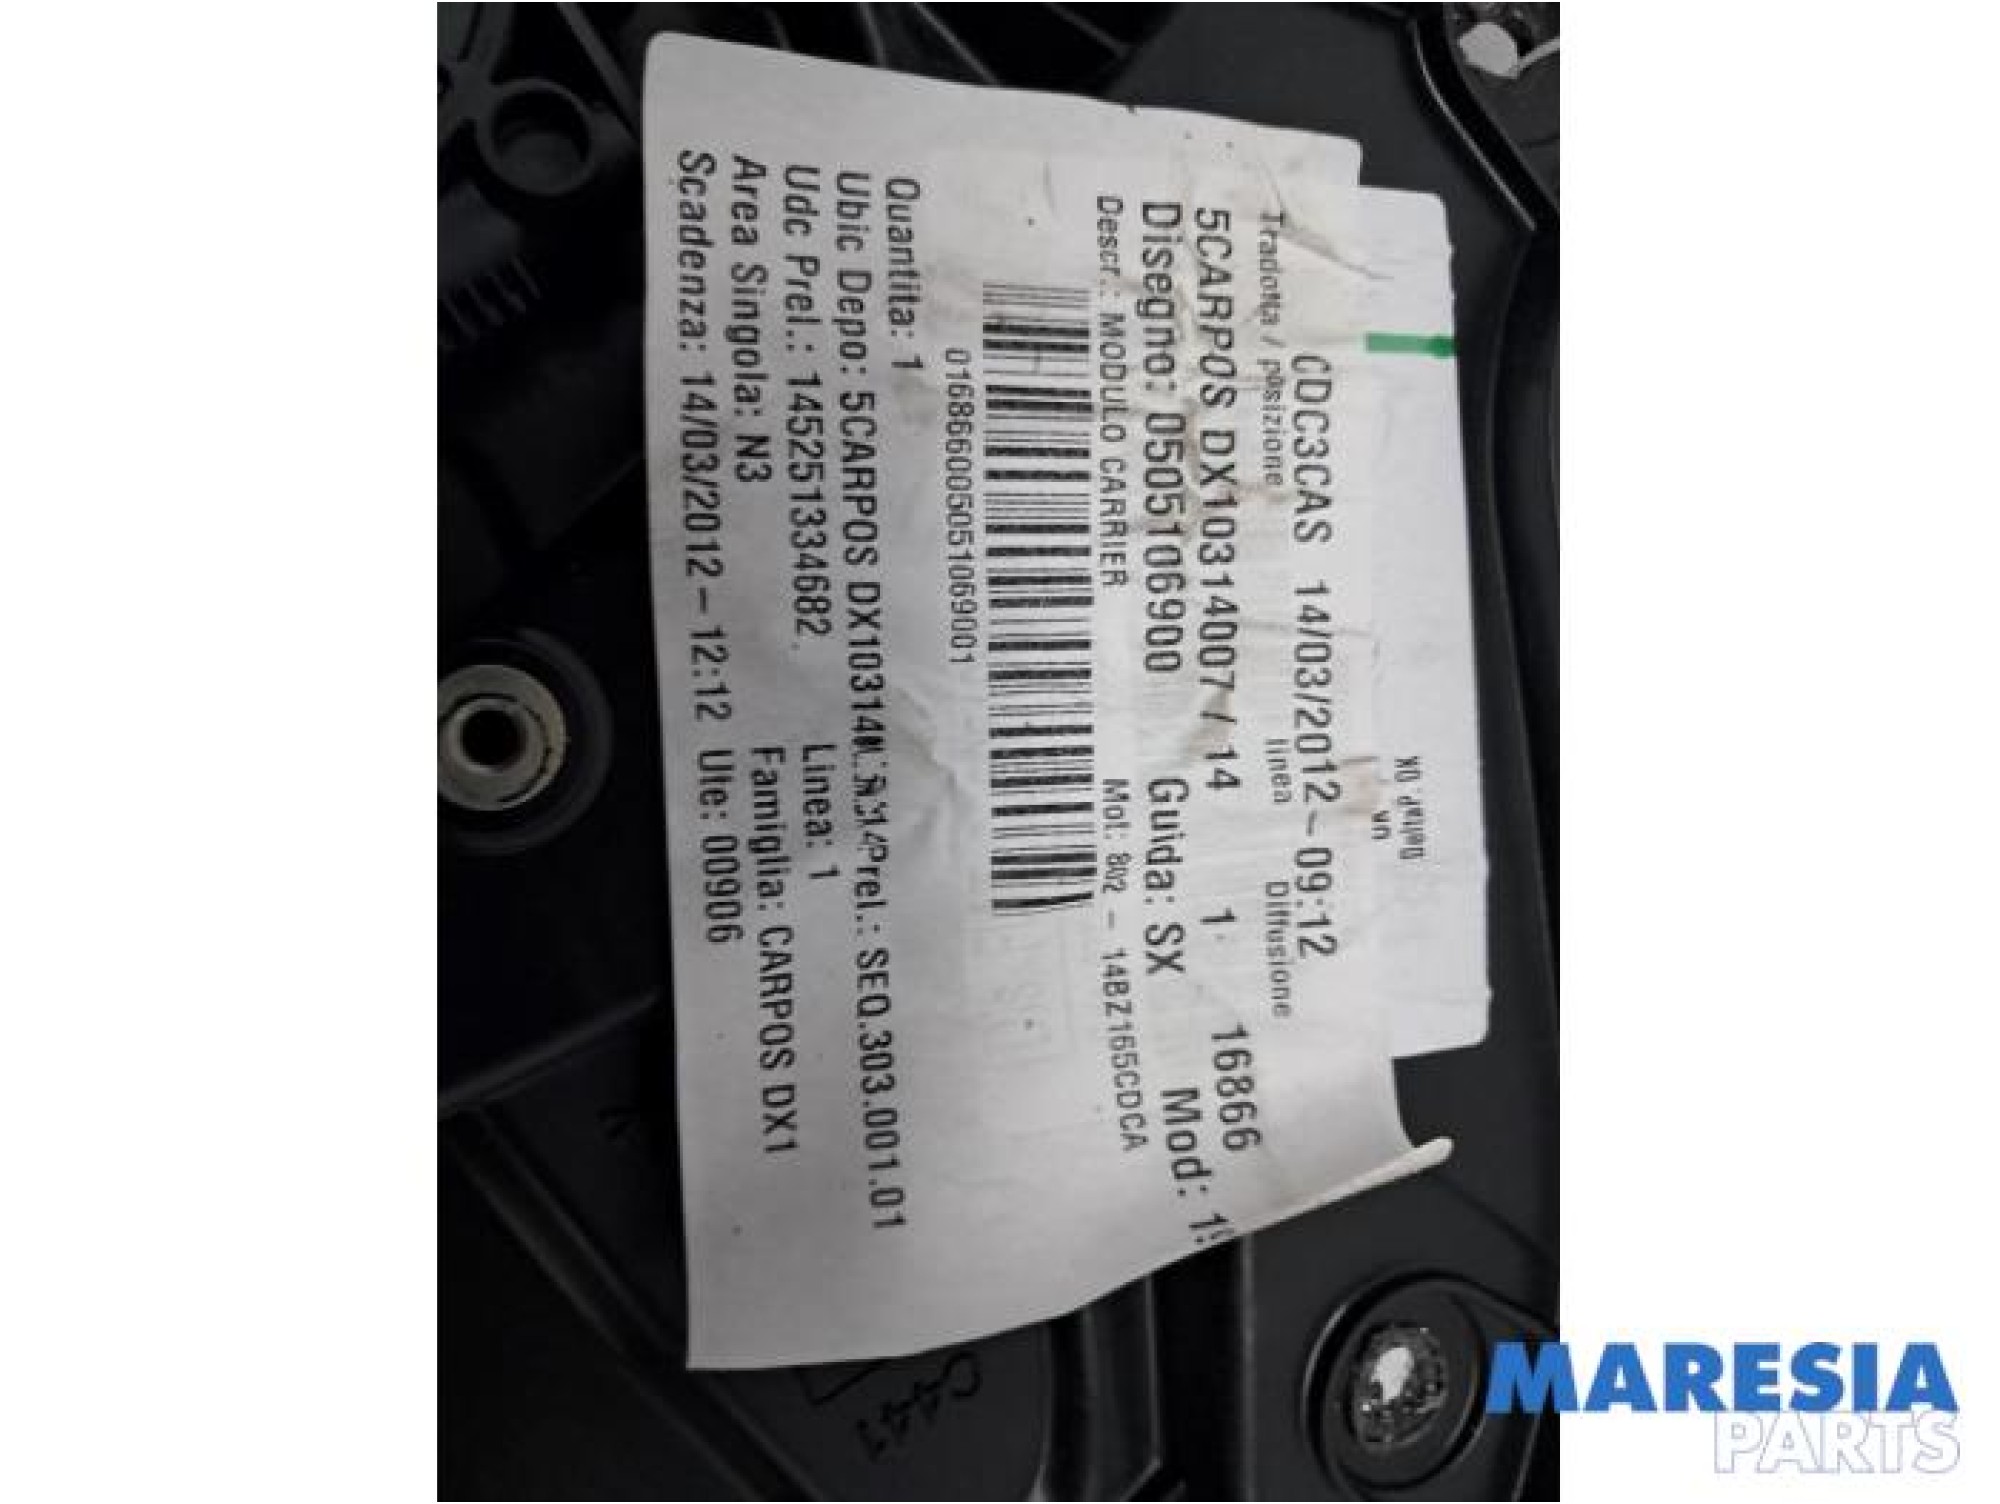 CDC3CAS 14/03/2012-09:12
Tradotta / posizione linea Diffusione
5CARPOS DX10314007 / 14 1 16866
Disegno: 0505106900 Guida: SX Mod:
Descr.: MODULO CARRIER Mot: 802 - 14BZ165CDCA
016866005051069001
Quantita: 1
Ubic Depo: 5CARPOS DX10314 Prel.: SEQ.303.001.01
Udc Prel.: 145251334682 Linea: 1
Area Singola: N3 Famiglia: CARPOS DX1
Scadenza: 14/03/2012-12:12 Ute: 00906
C441
MARESIA
PARTS